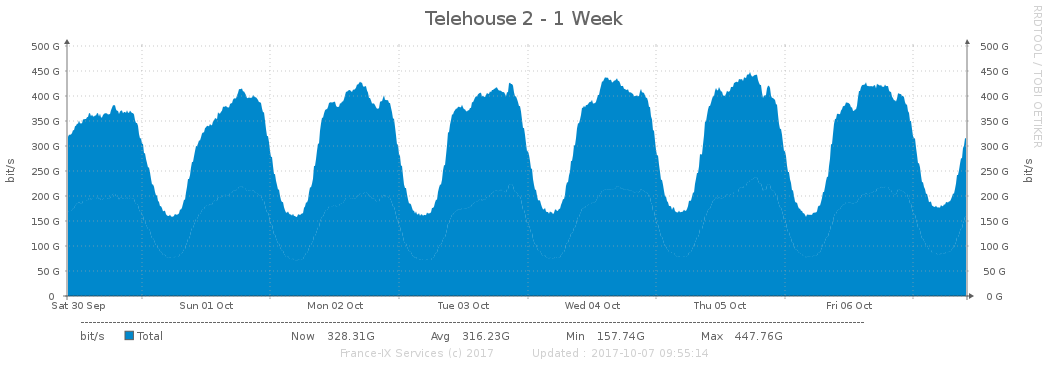 Telehouse 2 - 1 Week
RRDTOOL / TOBI OETIKER
500 G 500 G
450 G 450 G
400 G 400 G
350 G 350 G
300 G 300 G
250 G 250 G
200 G 200 G
150 G 150 G
100 G 100 G
50 G 50 G
0 0 G
bit/s bit/s
Sat 30 Sep Sun 01 Oct Mon 02 Oct Tue 03 Oct Wed 04 Oct Thu 05 Oct Fri 06 Oct
bit/s Total Now 328.31G Avg 316.23G Min 157.74G Max 447.76G
France-IX Services (c) 2017 Updated : 2017-10-07 09:55:14